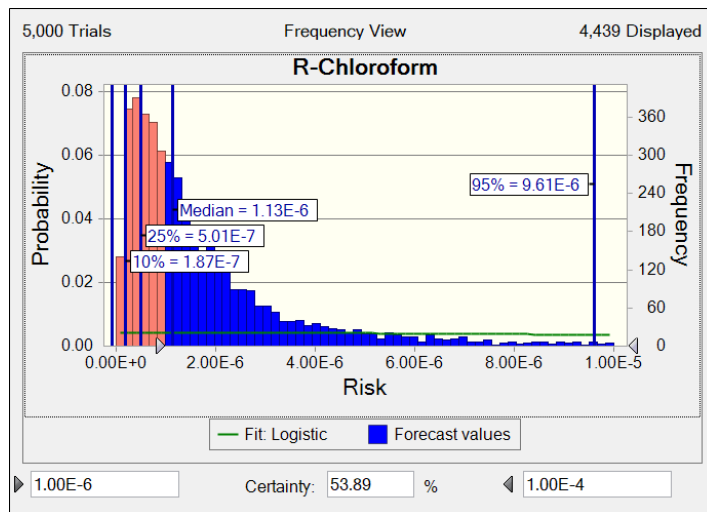 5,000 Trials Frequency View 4,439 Displayed
R-Chloroform
0.08
0.06
0.04
0.02
0.00
Probability
360
300
240
180
120
60
0
Frequency
95% = 9.61E-6
Median = 1.13E-6
25% = 5.01E-7
10% = 1.87E-7
0.00E+0 2.00E-6 4.00E-6 6.00E-6 8.00E-6 1.00E-5
Risk
Fit: Logistic Forecast values
1.00E-6 Certainty: 53.89 % 1.00E-4